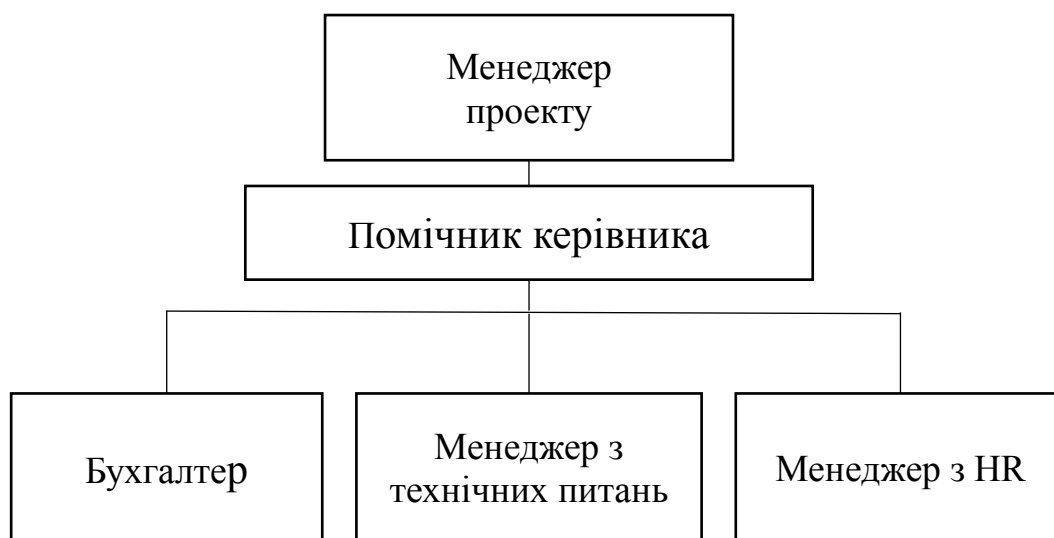 Менеджер
проекту
Помічник керівника
Бухгалтер
Менеджер з
технічних питань
Менеджер з HR